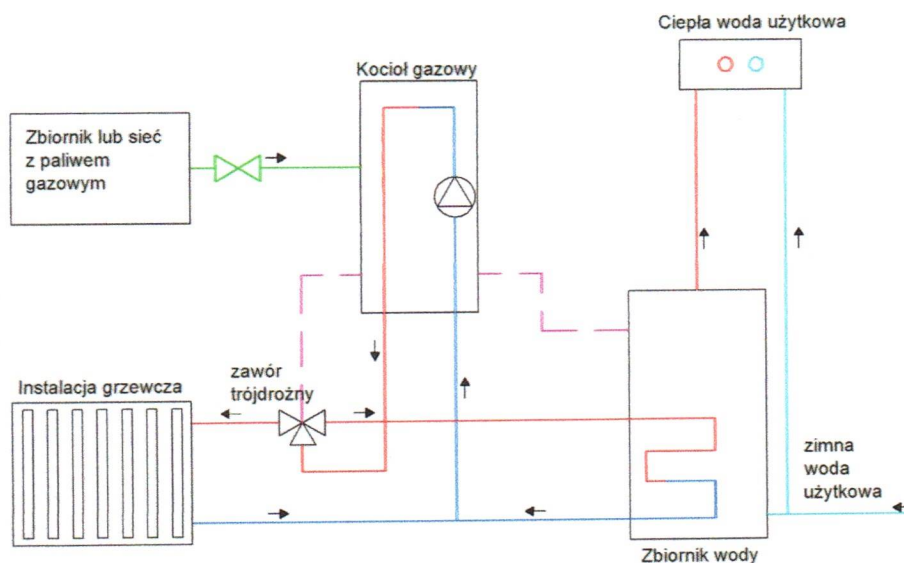 Ciepła woda użytkowa
Kocioł gazowy
Zbiornik lub sieć
z paliwem
gazowym
zawór
trójdrożny
Instalacja grzewcza
zimna
woda
użytkowa
Zbiornik wody